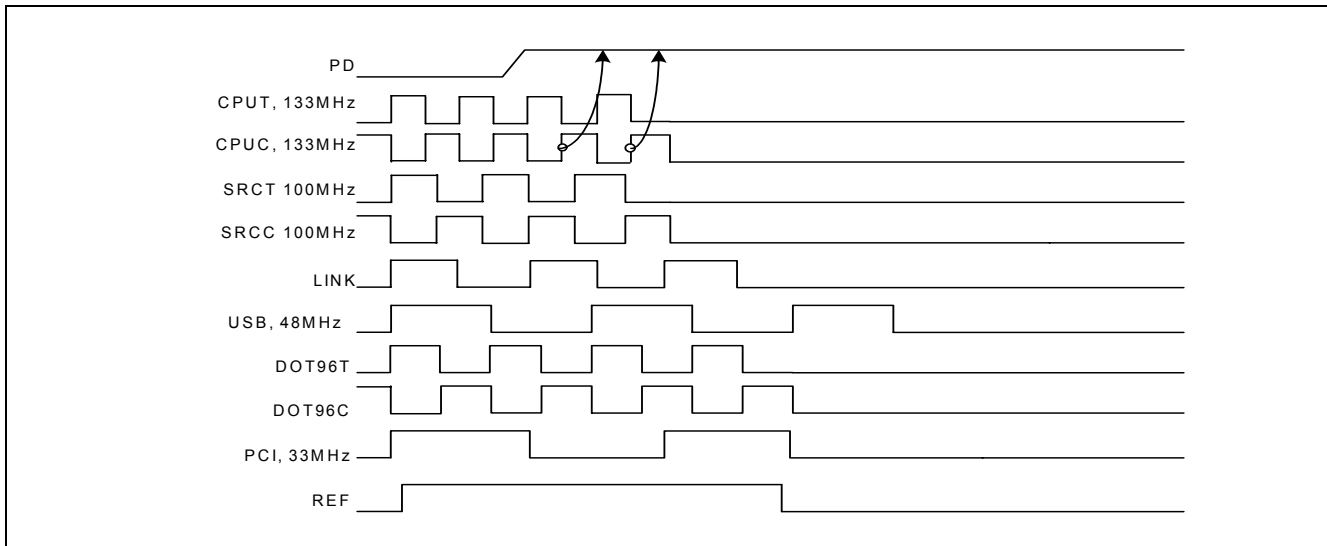 PD
CPUT, 133MHz
CPUC, 133MHz
SRCT 100MHz
SRCC 100MHz
LINK
USB, 48MHz
DOT96T
DOT96C
PCI, 33MHz
REF